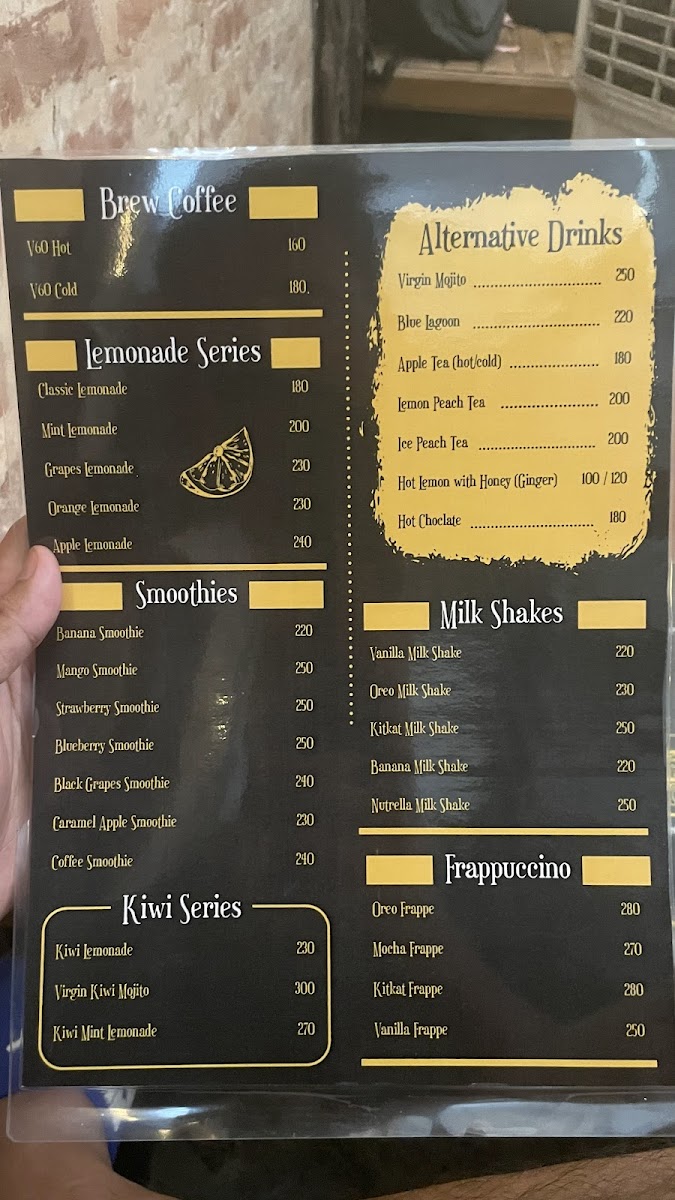 Brew Coffee
V60 Hot 160
V60 Cold 180.
Lemonade Series
Classic Lemonade 180
Mint Lemonade 200
Grapes Lemonade 230
Orange Lemonade 230
Apple Lemonade 240
Smoothies
Banana Smoothie 220
Mango Smoothie 250
Strawberry Smoothie 250
Blueberry Smoothie 250
Black Grapes Smoothie 240
Caramel Apple Smoothie 230
Coffee Smoothie 240
Kiwi Series
Kiwi Lemonade 230
Virgin Kiwi Mojito 300
Kiwi Mint Lemonade 270
Alternative Drinks
Virgin Mojito ................................ 250
Blue Lagoon ................................ 220
Apple Tea (hot/cold) ...................... 180
Lemon Peach Tea ........................ 200
Ice Peach Tea ............................. 200
Hot Lemon with Honey (Ginger) 100 / 120
Hot Choclate ............................... 180
Milk Shakes
Vanilla Milk Shake 220
Oreo Milk Shake 230
Kitkat Milk Shake 250
Banana Milk Shake 220
Nutrella Milk Shake 250
Frappuccino
Oreo Frappe 280
Mocha Frappe 270
Kitkat Frappe 280
Vanilla Frappe 250